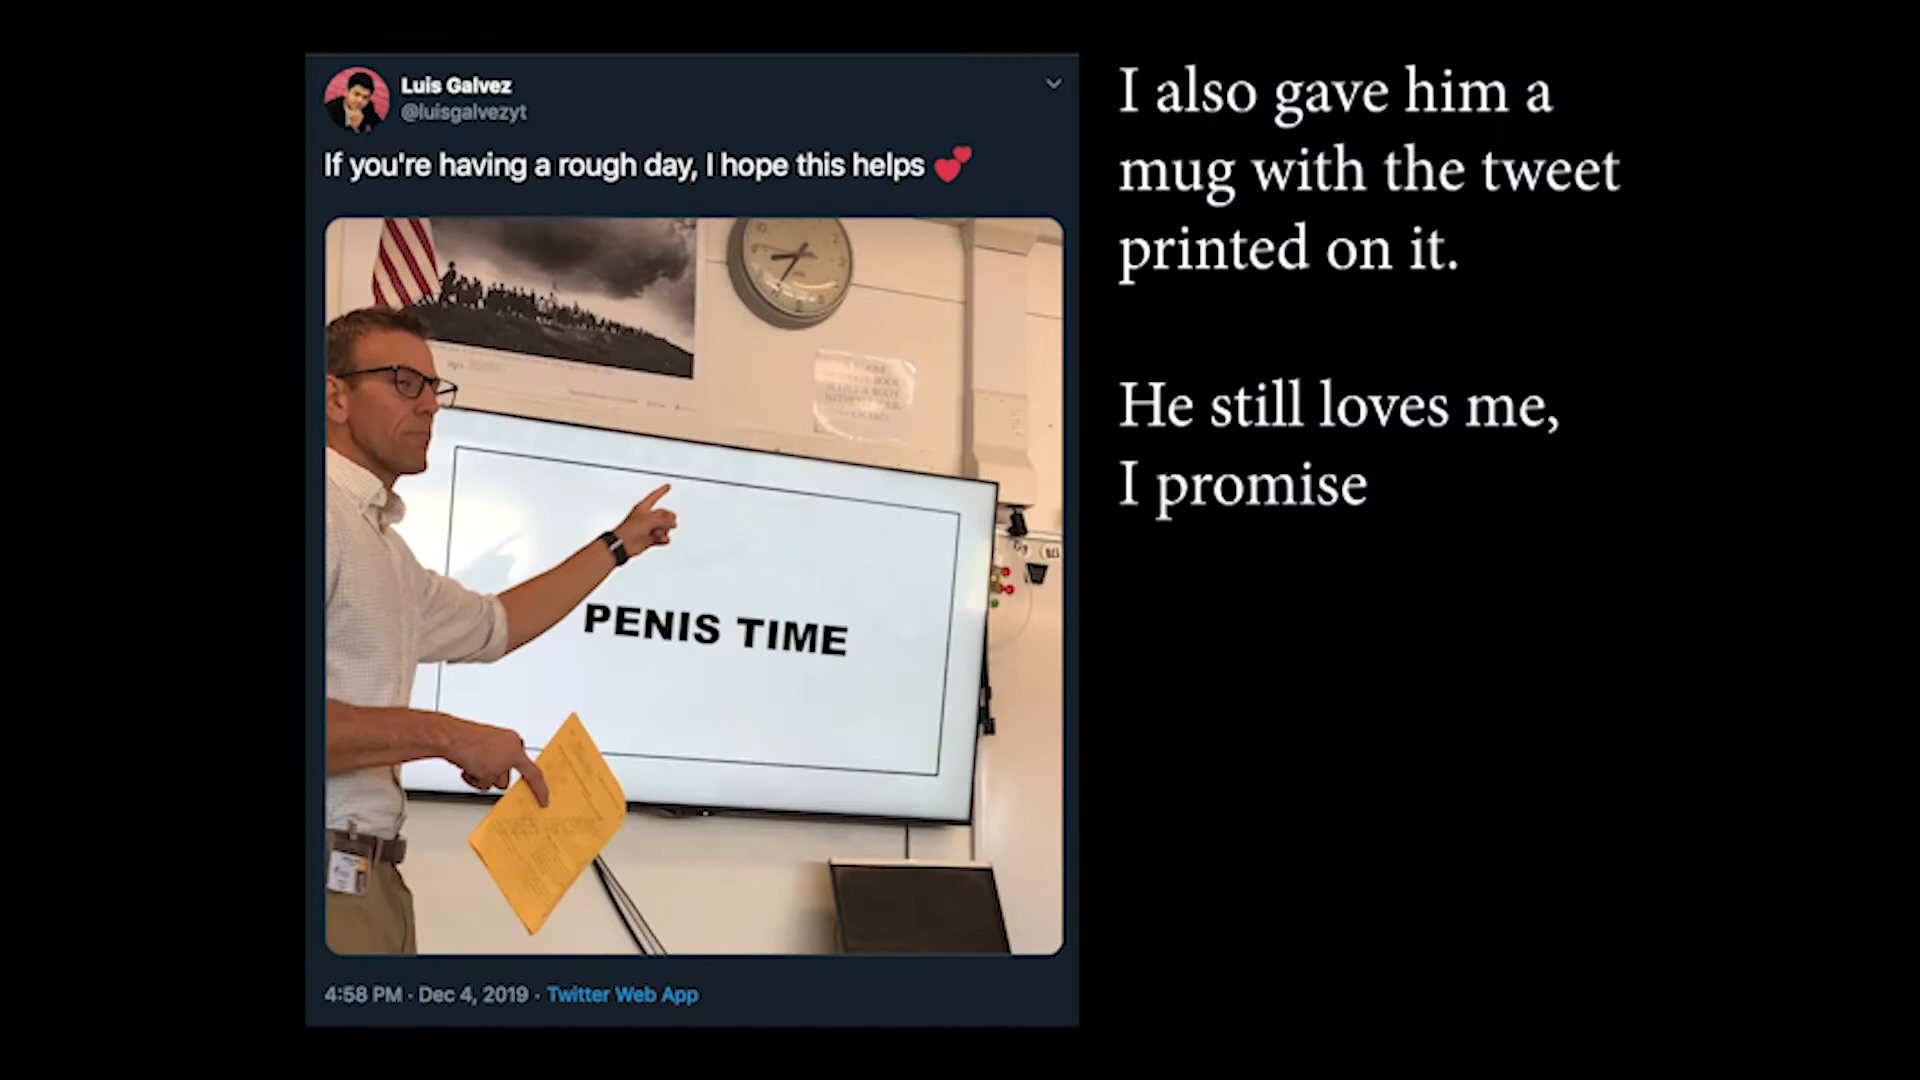 Luis Galvez
@luisgalvezyt
If you're having a rough day, I hope this helps 💕
PENIS TIME
4:58 PM · Dec 4, 2019 · Twitter Web App
I also gave him a
mug with the tweet
printed on it.
He still loves me,
I promise